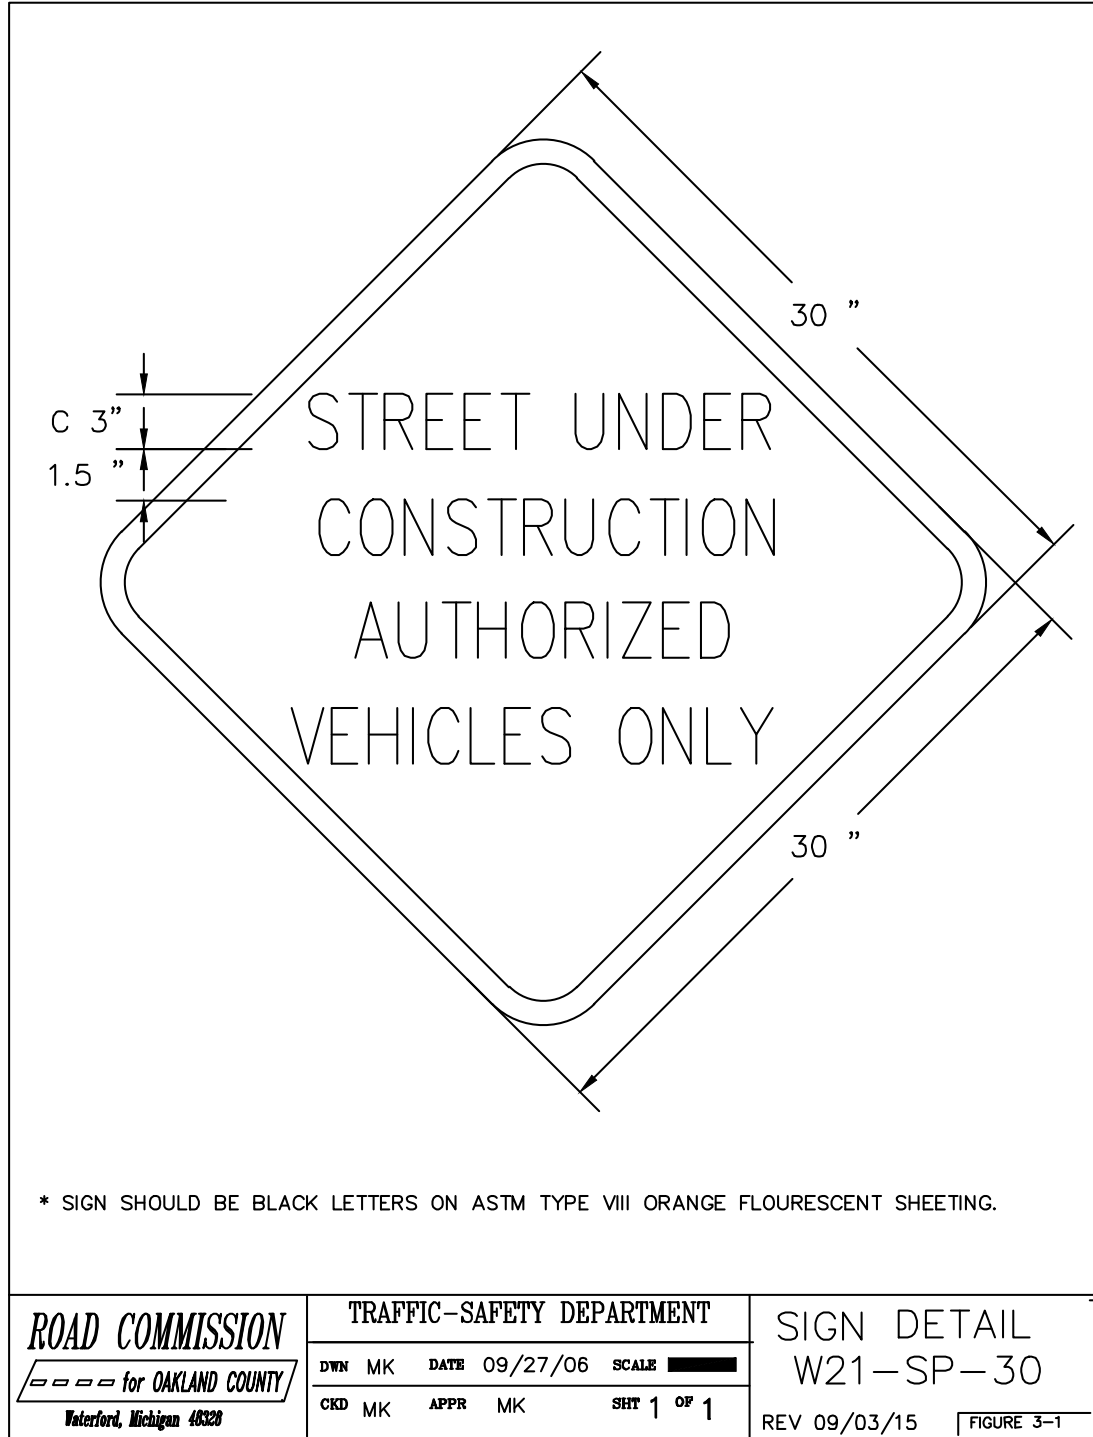 30 ”
C 3”
1.5 ”
STREET UNDER
CONSTRUCTION
AUTHORIZED
VEHICLES ONLY
30 ”
* SIGN SHOULD BE BLACK LETTERS ON ASTM TYPE VIII ORANGE FLOURESCENT SHEETING.
ROAD COMMISSION
for OAKLAND COUNTY
Waterford, Michigan 48328
TRAFFIC-SAFETY DEPARTMENT
DWN MK DATE 09/27/06 SCALE
CKD MK APPR MK SHT 1 OF 1
SIGN DETAIL
W21-SP-30
REV 09/03/15 FIGURE 3-1